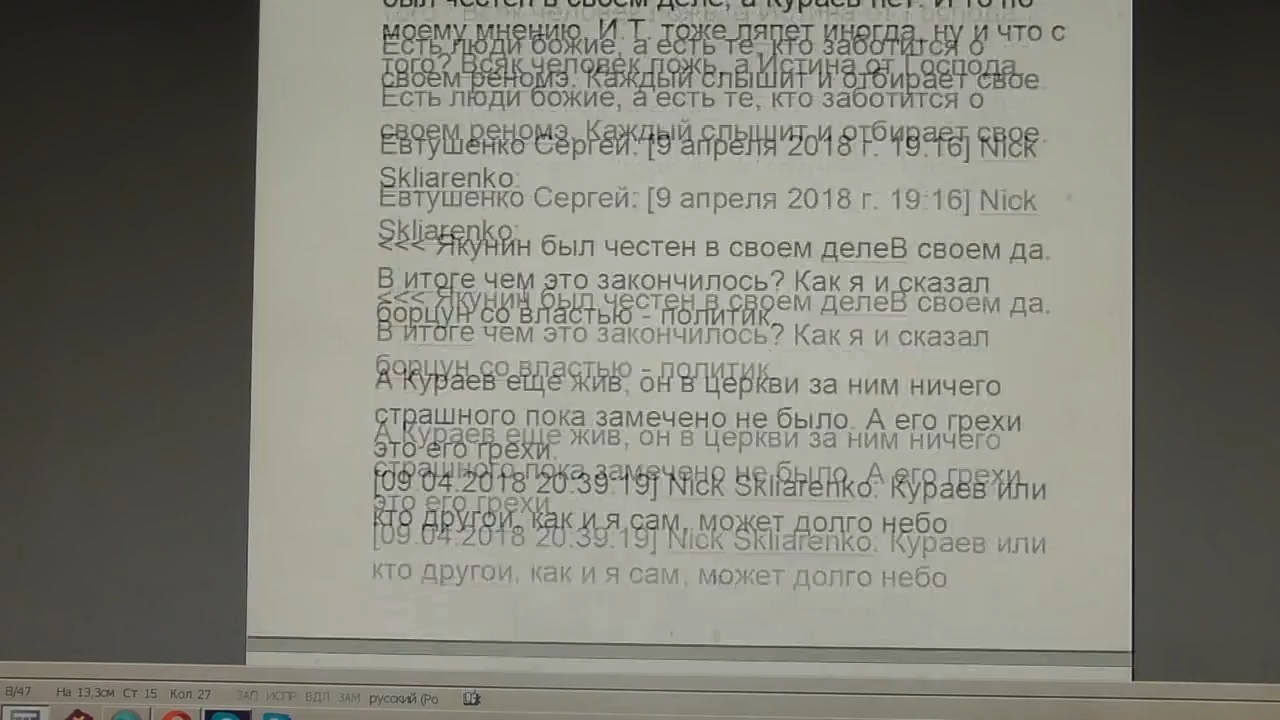 был честен в своем деле, а Кураев нет. И то по
моему мнению. И.Т. тоже ляпет иногда, ну и что с
того? Всяк человек ложь, а Истина от Господа.
Есть люди божие, а есть те, кто заботится о
своем реномэ. Каждый слышит и отбирает свое.
Евтушенко Сергей: [9 апреля 2018 г. 19:16] Nick
Skliarenko:
<<< Якунин был честен в своем делеВ своем да.
В итоге чем это закончилось? Как я и сказал
борцун со властью - политик.
А Кураев еще жив, он в церкви за ним ничего
страшного пока замечено не было. А его грехи
это его грехи.
[09.04.2018 20:39:19] Nick Skliarenko: Кураев или
кто другой, как и я сам, может долго небо
8/47 На 13,3см Ст 15 Кол 27 ЗАП ИСПР ВДЛ ЗАМ русский (Ро